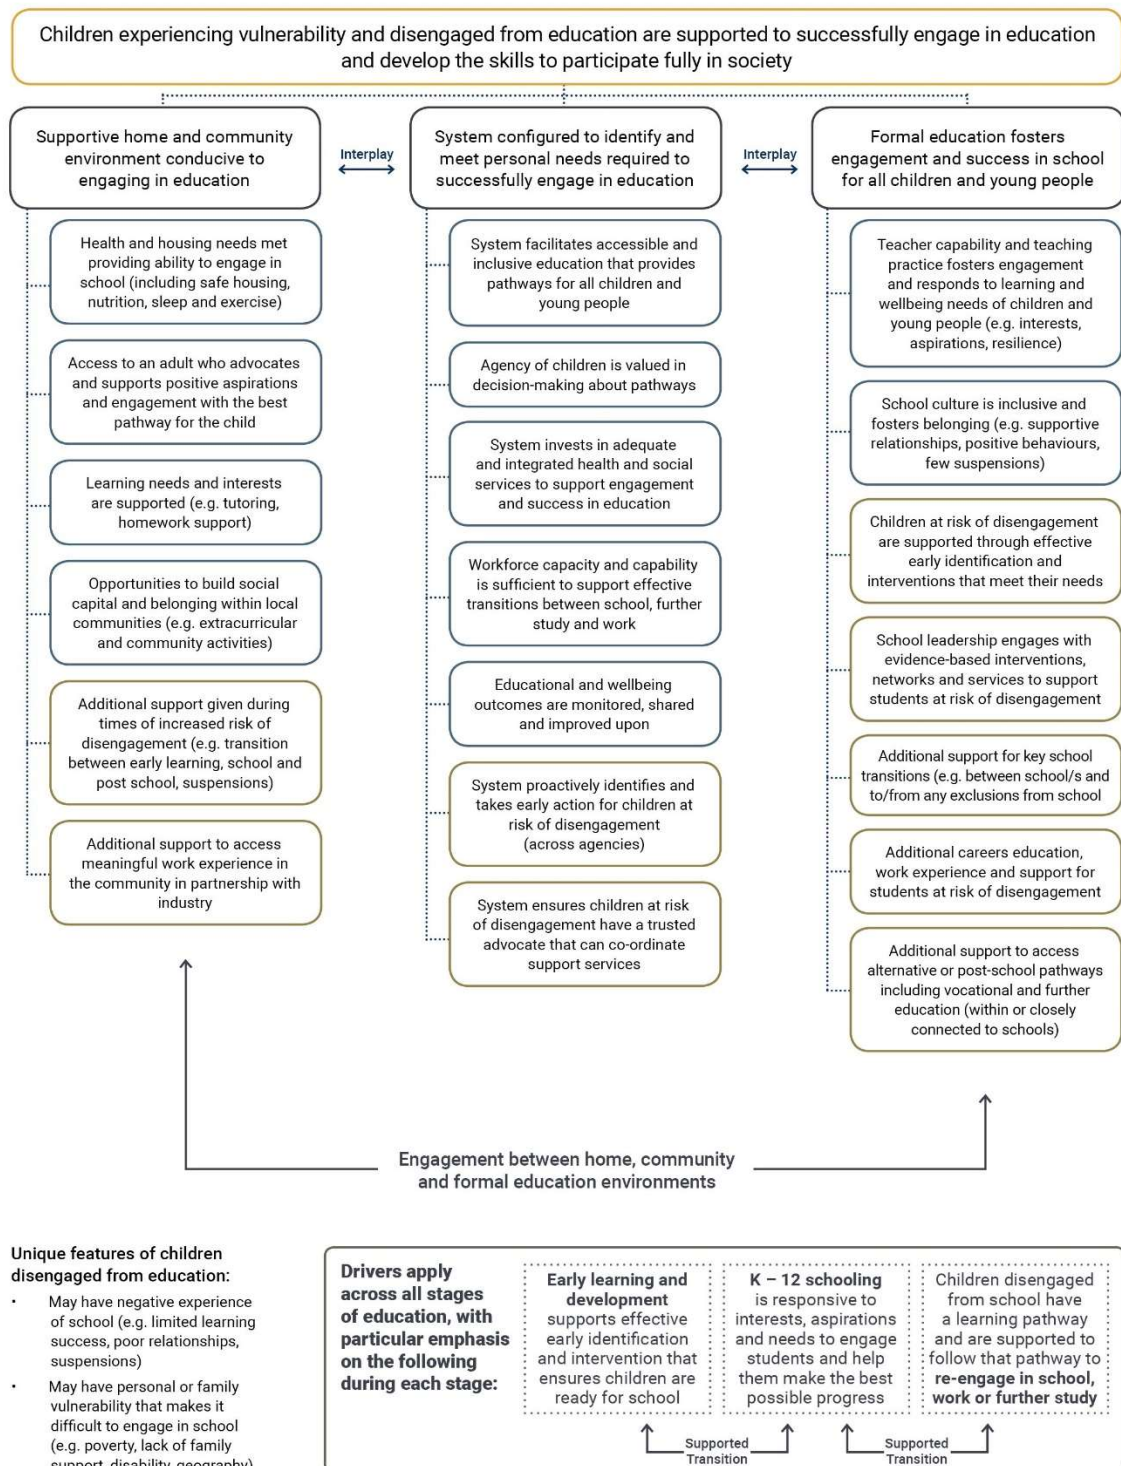 Children experiencing vulnerability and disengaged from education are supported to successfully engage in education
and develop the skills to participate fully in society
Supportive home and community
environment conducive to
engaging in education
Interplay
System configured to identify and
meet personal needs required to
successfully engage in education
Interplay
Formal education fosters
engagement and success in school
for all children and young people
Health and housing needs met
providing ability to engage in
school (including safe housing,
nutrition, sleep and exercise)
Access to an adult who advocates
and supports positive aspirations
and engagement with the best
pathway for the child
Learning needs and interests
are supported (e.g. tutoring,
homework support)
Opportunities to build social
capital and belonging within local
communities (e.g. extracurricular
and community activities)
Additional support given during
times of increased risk of
disengagement (e.g. transition
between early learning, school and
post school, suspensions)
Additional support to access
meaningful work experience in
the community in partnership with
industry
System facilitates accessible and
inclusive education that provides
pathways for all children and
young people
Agency of children is valued in
decision-making about pathways
System invests in adequate
and integrated health and social
services to support engagement
and success in education
Workforce capacity and capability
is sufficient to support effective
transitions between school, further
study and work
Educational and wellbeing
outcomes are monitored, shared
and improved upon
System proactively identifies and
takes early action for children at
risk of disengagement
(across agencies)
System ensures children at risk
of disengagement have a trusted
advocate that can co-ordinate
support services
Teacher capability and teaching
practice fosters engagement
and responds to learning and
wellbeing needs of children and
young people (e.g. interests,
aspirations, resilience)
School culture is inclusive and
fosters belonging (e.g. supportive
relationships, positive behaviours,
few suspensions)
Children at risk of disengagement
are supported through effective
early identification and
interventions that meet their needs
School leadership engages with
evidence-based interventions,
networks and services to support
students at risk of disengagement
Additional support for key school
transitions (e.g. between school/s and
to/from any exclusions from school
Additional careers education,
work experience and support for
students at risk of disengagement
Additional support to access
alternative or post-school pathways
including vocational and further
education (within or closely
connected to schools)
Engagement between home, community
and formal education environments
Unique features of children
disengaged from education:
• May have negative experience
of school (e.g. limited learning
success, poor relationships,
suspensions)
• May have personal or family
vulnerability that makes it
difficult to engage in school
(e.g. poverty, lack of family
support, disability, geography)
Drivers apply
across all stages
of education, with
particular emphasis
on the following
during each stage:
Early learning and
development
supports effective
early identification
and intervention that
ensures children are
ready for school
K – 12 schooling
is responsive to
interests, aspirations
and needs to engage
students and help
them make the best
possible progress
Children disengaged
from school have
a learning pathway
and are supported to
follow that pathway to
re-engage in school,
work or further study
Supported
Transition
Supported
Transition